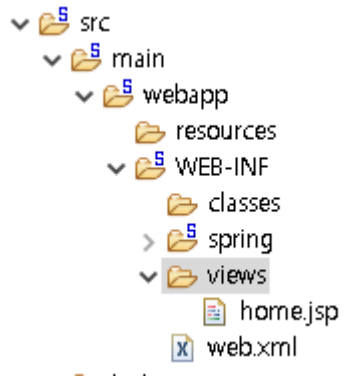 src
main
webapp
resources
WEB-INF
classes
spring
views
home.jsp
web.xml